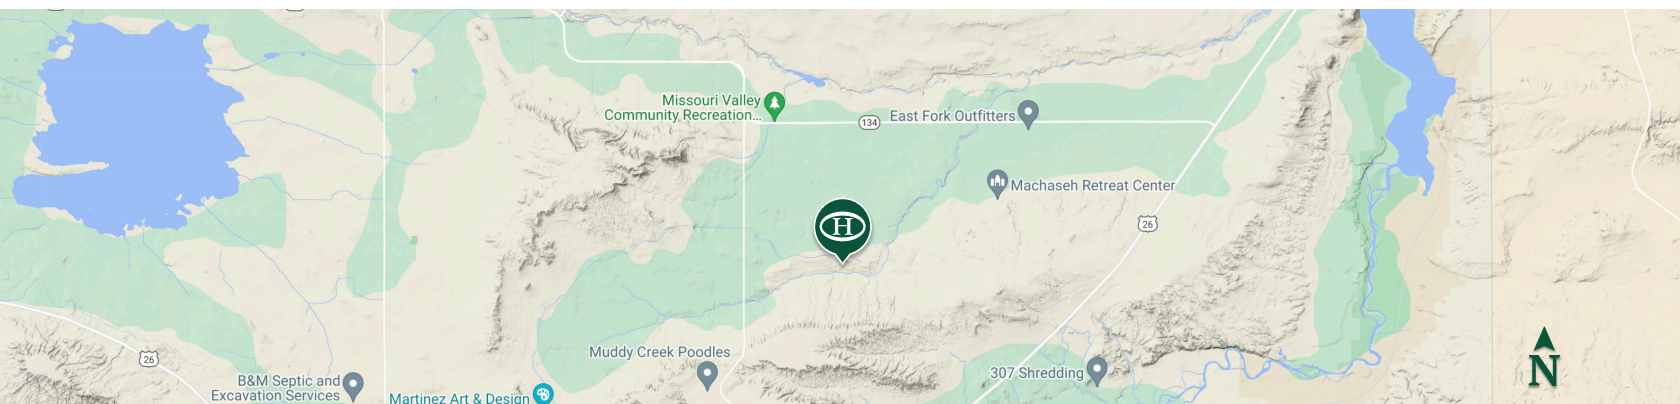 Missouri Valley
Community Recreation...
134
East Fork Outfitters
Machaseh Retreat Center
H
26
N
Muddy Creek Poodles
26
307 Shredding
B&M Septic and
Excavation Services
Martinez Art & Design